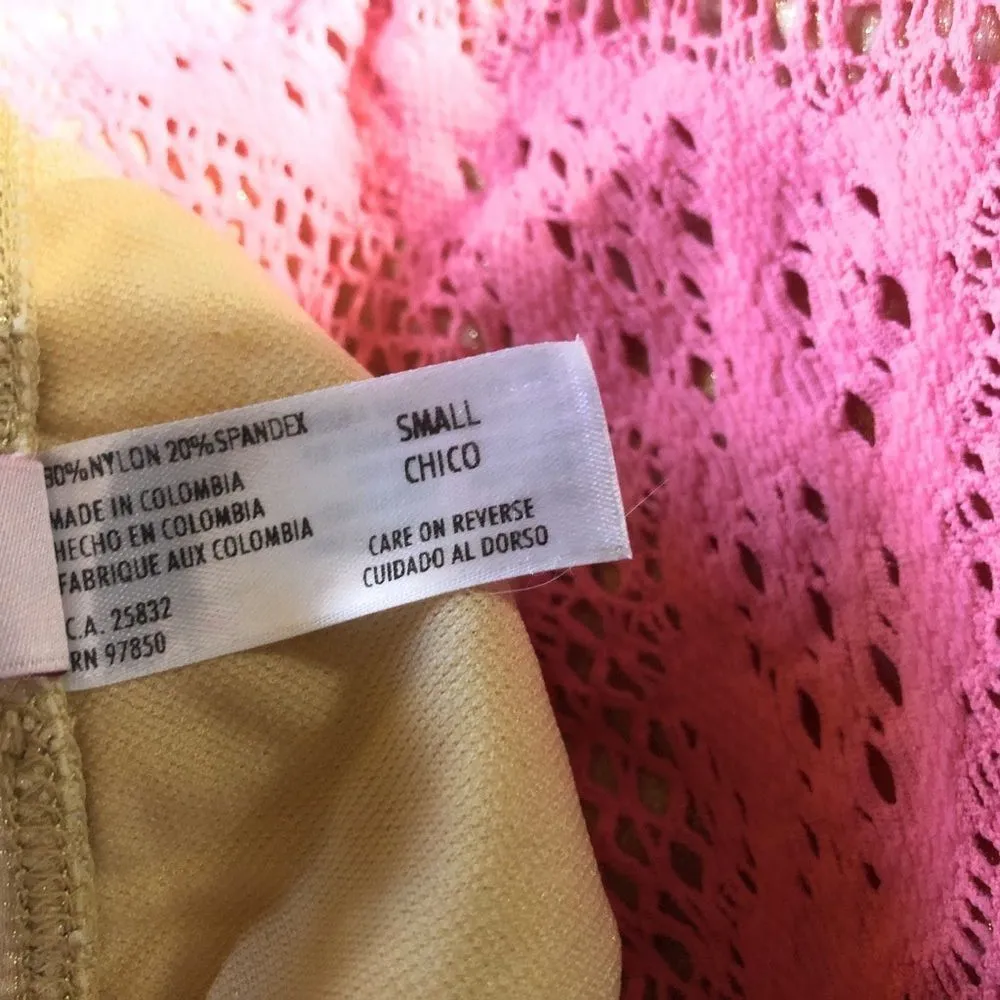 80%NYLON 20%SPANDEX
MADE IN COLOMBIA
HECHO EN COLOMBIA
FABRIQUE AUX COLOMBIA
C.A. 25832
RN 97850
SMALL
CHICO
CARE ON REVERSE
CUIDADO AL DORSO